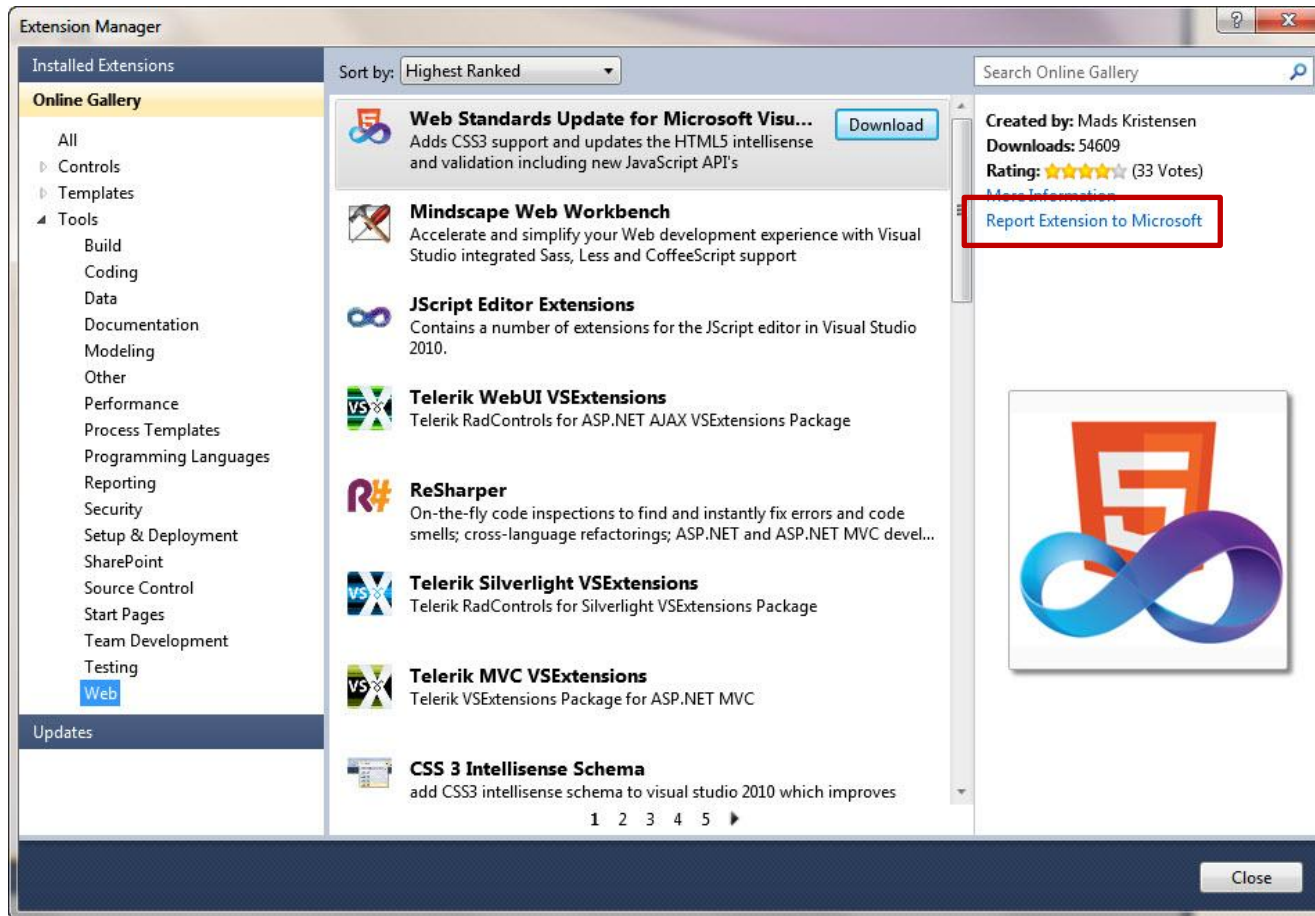 Extension Manager
Installed Extensions
Online Gallery
All
Controls
Templates
Tools
Build
Coding
Data
Documentation
Modeling
Other
Performance
Process Templates
Programming Languages
Reporting
Security
Setup & Deployment
SharePoint
Source Control
Start Pages
Team Development
Testing
Web
Updates
Sort by: Highest Ranked
Web Standards Update for Microsoft Visu...
Download
Adds CSS3 support and updates the HTML5 intellisense
and validation including new JavaScript API's
Mindscape Web Workbench
Accelerate and simplify your Web development experience with Visual
Studio integrated Sass, Less and CoffeeScript support
JScript Editor Extensions
Contains a number of extensions for the JScript editor in Visual Studio
2010.
VS
Telerik WebUI VSExtensions
Telerik RadControls for ASP.NET AJAX VSExtensions Package
R#
ReSharper
On-the-fly code inspections to find and instantly fix errors and code
smells; cross-language refactorings; ASP.NET and ASP.NET MVC devel...
VS
Telerik Silverlight VSExtensions
Telerik RadControls for Silverlight VSExtensions Package
VS
Telerik MVC VSExtensions
Telerik VSExtensions Package for ASP.NET MVC
CSS 3 Intellisense Schema
add CSS3 intellisense schema to visual studio 2010 which improves
1 2 3 4 5
Search Online Gallery
Created by: Mads Kristensen
Downloads: 54609
Rating: (33 Votes)
More Information
Report Extension to Microsoft
5
Close